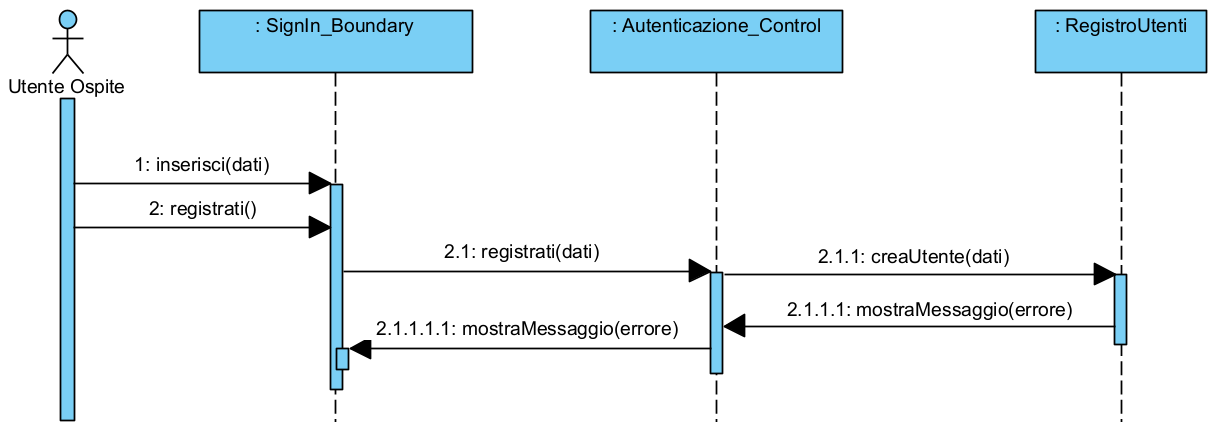 : SignIn_Boundary
: Autenticazione_Control
: RegistroUtenti
Utente Ospite
1: inserisci(dati)
2: registrati()
2.1: registrati(dati)
2.1.1: creaUtente(dati)
2.1.1.1: mostraMessaggio(errore)
2.1.1.1.1: mostraMessaggio(errore)